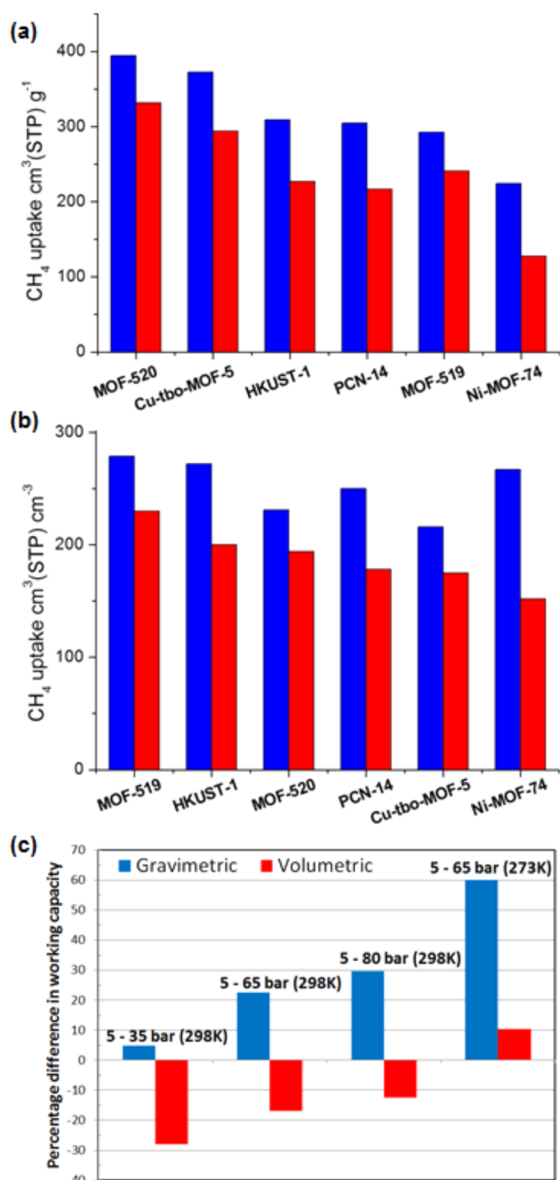 (a)
CH₄ uptake cm³(STP) g⁻¹
400
300
200
100
0
MOF-520
Cu-tbo-MOF-5
HKUST-1
PCN-14
MOF-519
Ni-MOF-74
(b)
CH₄ uptake cm³(STP) cm⁻³
300
200
100
0
MOF-519
HKUST-1
MOF-520
PCN-14
Cu-tbo-MOF-5
Ni-MOF-74
(c)
Percentage difference in working capacity
70
60
50
40
30
20
10
0
-10
-20
-30
-40
Gravimetric
Volumetric
5 - 35 bar (298K)
5 - 65 bar (298K)
5 - 80 bar (298K)
5 - 65 bar (273K)